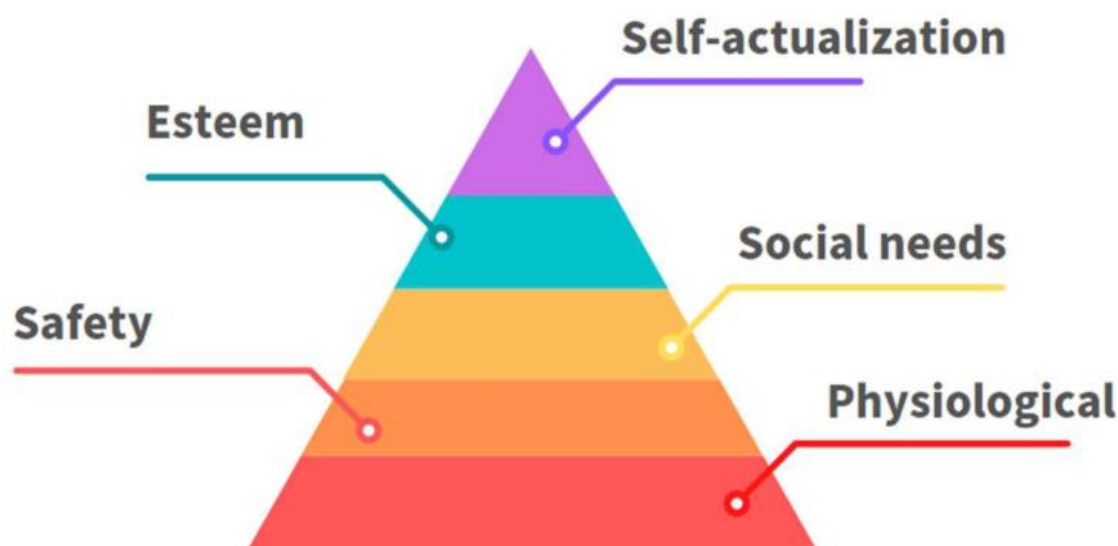 Self-actualization
Esteem
Social needs
Safety
Physiological